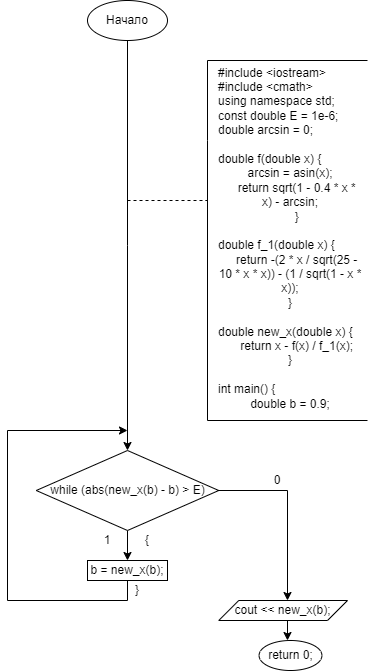 Начало
#include <iostream>
#include <cmath>
using namespace std;
const double E = 1e-6;
double arcsin = 0;
double f(double x) {
arcsin = asin(x);
return sqrt(1 - 0.4 * x *
x) - arcsin;
}
double f_1(double x) {
return -(2 * x / sqrt(25 -
10 * x * x)) - (1 / sqrt(1 - x *
x));
}
double new_x(double x) {
return x - f(x) / f_1(x);
}
int main() {
double b = 0.9;
while (abs(new_x(b) - b) > E)
0
1 {
b = new_x(b);
}
cout << new_x(b);
return 0;